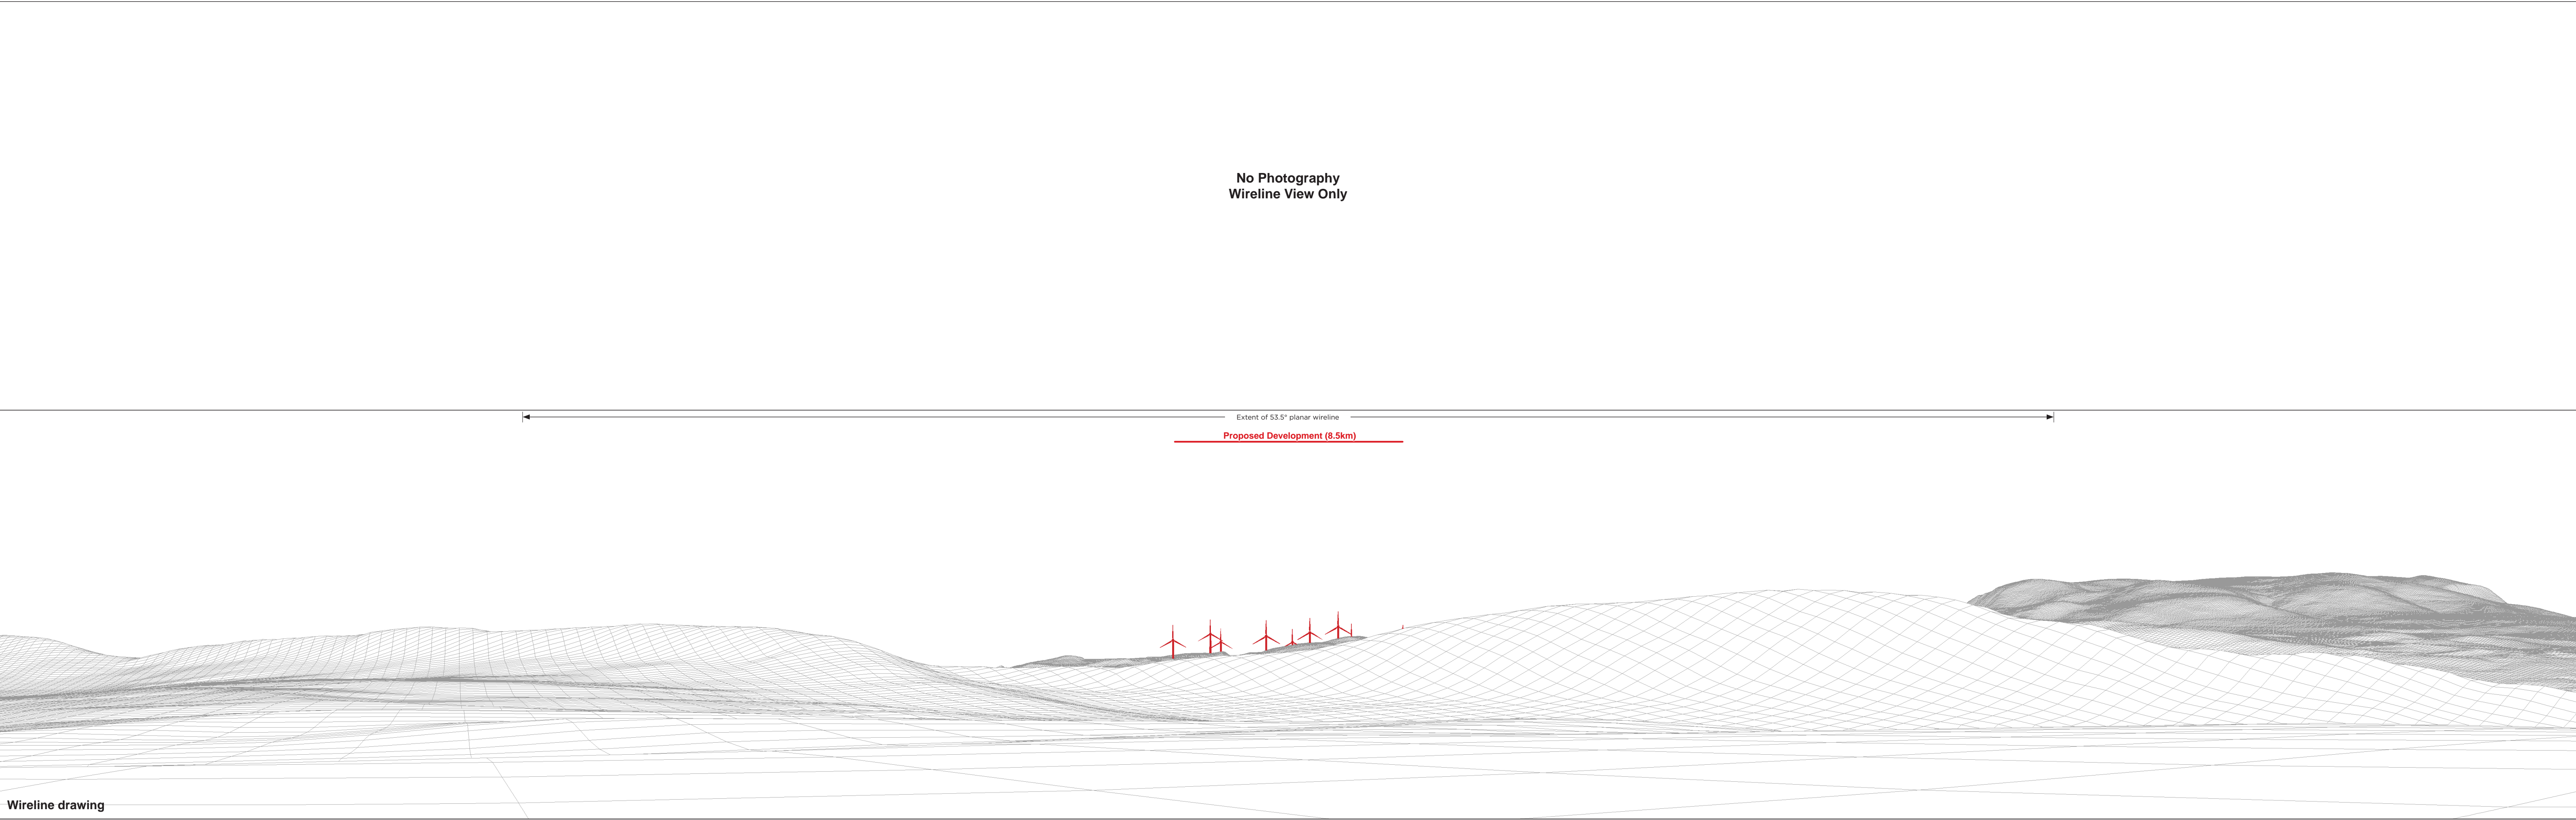 No Photography
Wireline View Only
Extent of 53.5° planar wireline
Proposed Development (8.5km)
Wireline drawing